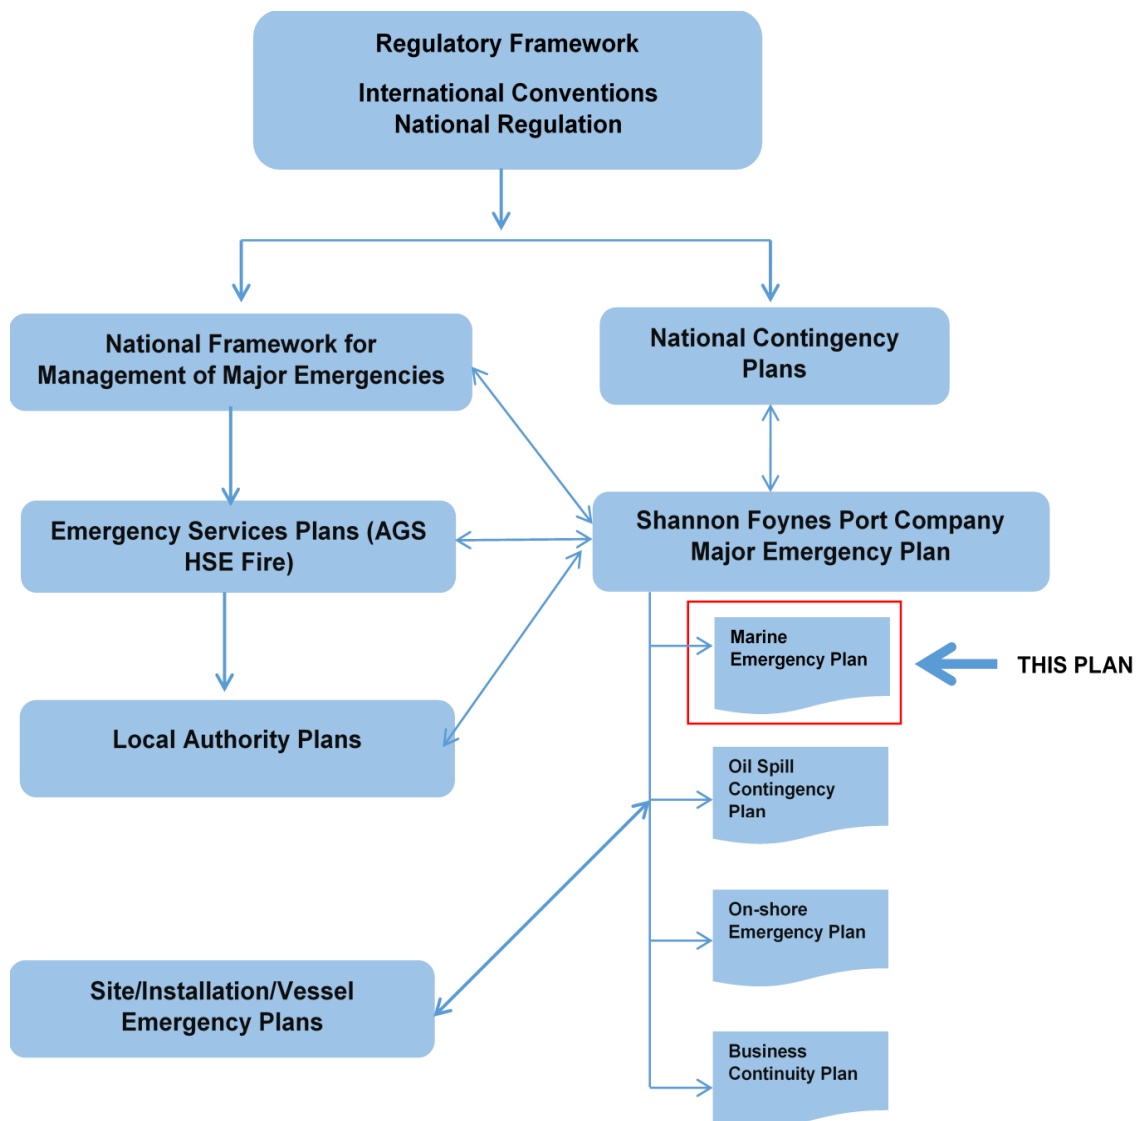 Regulatory Framework
International Conventions
National Regulation
National Framework for
Management of Major Emergencies
National Contingency
Plans
Emergency Services Plans (AGS
HSE Fire)
Shannon Foynes Port Company
Major Emergency Plan
Marine
Emergency Plan
THIS PLAN
Local Authority Plans
Oil Spill
Contingency
Plan
On-shore
Emergency Plan
Site/Installation/Vessel
Emergency Plans
Business
Continuity Plan